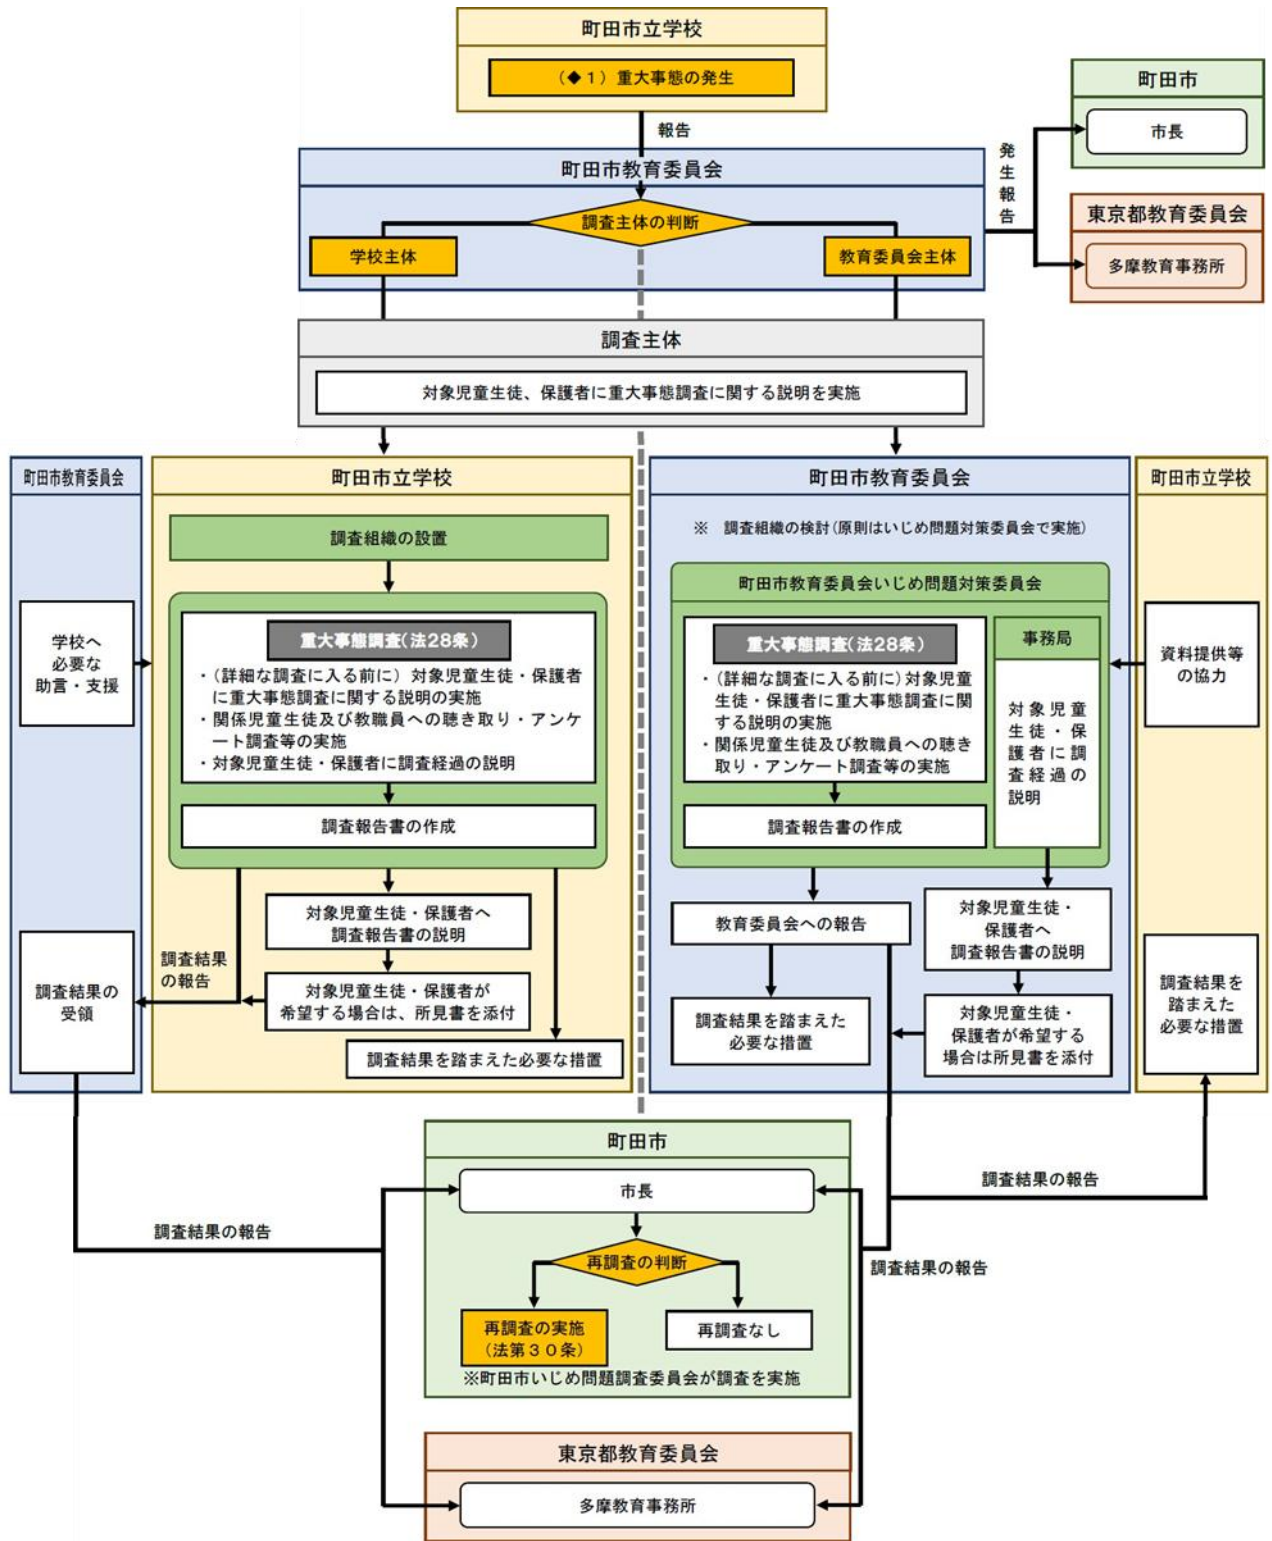 町田市立学校
(◆1)重大事態の発生
報告
町田市教育委員会
調査主体の判断
学校主体
教育委員会主体
発生報告
町田市
市長
東京都教育委員会
多摩教育事務所
調査主体
対象児童生徒、保護者に重大事態調査に関する説明を実施
町田市教育委員会
学校へ
必要な
助言・支援
調査結果の
受領
町田市立学校
調査組織の設置
重大事態調査(法28条)
・(詳細な調査に入る前に) 対象児童生徒・保護者
に重大事態調査に関する説明の実施
・関係児童生徒及び教職員への聴き取り・アンケ
ート調査等の実施
・対象児童生徒・保護者に調査経過の説明
調査報告書の作成
対象児童生徒・保護者へ
調査報告書の説明
調査結果
の報告
対象児童生徒・保護者が
希望する場合は、所見書を添付
調査結果を踏まえた必要な措置
町田市教育委員会
※ 調査組織の検討(原則はいじめ問題対策委員会で実施)
町田市教育委員会いじめ問題対策委員会
重大事態調査(法28条)
・(詳細な調査に入る前に)対象児童
生徒・保護者に重大事態調査に関
する説明の実施
・関係児童生徒及び教職員への聴き
取り・アンケート調査等の実施
調査報告書の作成
事務局
対象児童
生徒・保
護者に調
査経過の
説明
教育委員会への報告
調査結果を踏まえた
必要な措置
対象児童生徒・
保護者へ
調査報告書の説明
対象児童生徒・
保護者が希望する
場合は所見書を添付
町田市立学校
資料提供等
の協力
調査結果を
踏まえた
必要な措置
調査結果の報告
調査結果の報告
調査結果の報告
町田市
市長
再調査の判断
再調査の実施
(法第30条)
再調査なし
※町田市いじめ問題調査委員会が調査を実施
東京都教育委員会
多摩教育事務所